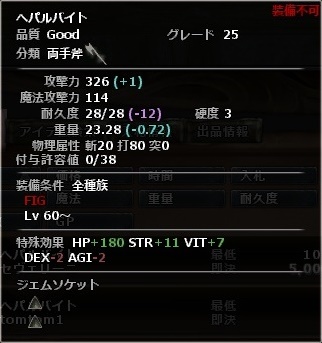 装備不可
ヘパルバイト
品質 Good グレード 25
分類 両手斧
攻撃力 326 (+1)
魔法攻撃力 114
耐久度 28/28 (-12) 硬度 3
重量 23.28 (-0.72)
物理属性 斬20 打80 突0
付与許容値 0/38
装備条件 全種族
FIG
Lv 60～
特殊効果 HP+180 STR+11 VIT+7
DEX-2 AGI-2
ジェムソケット